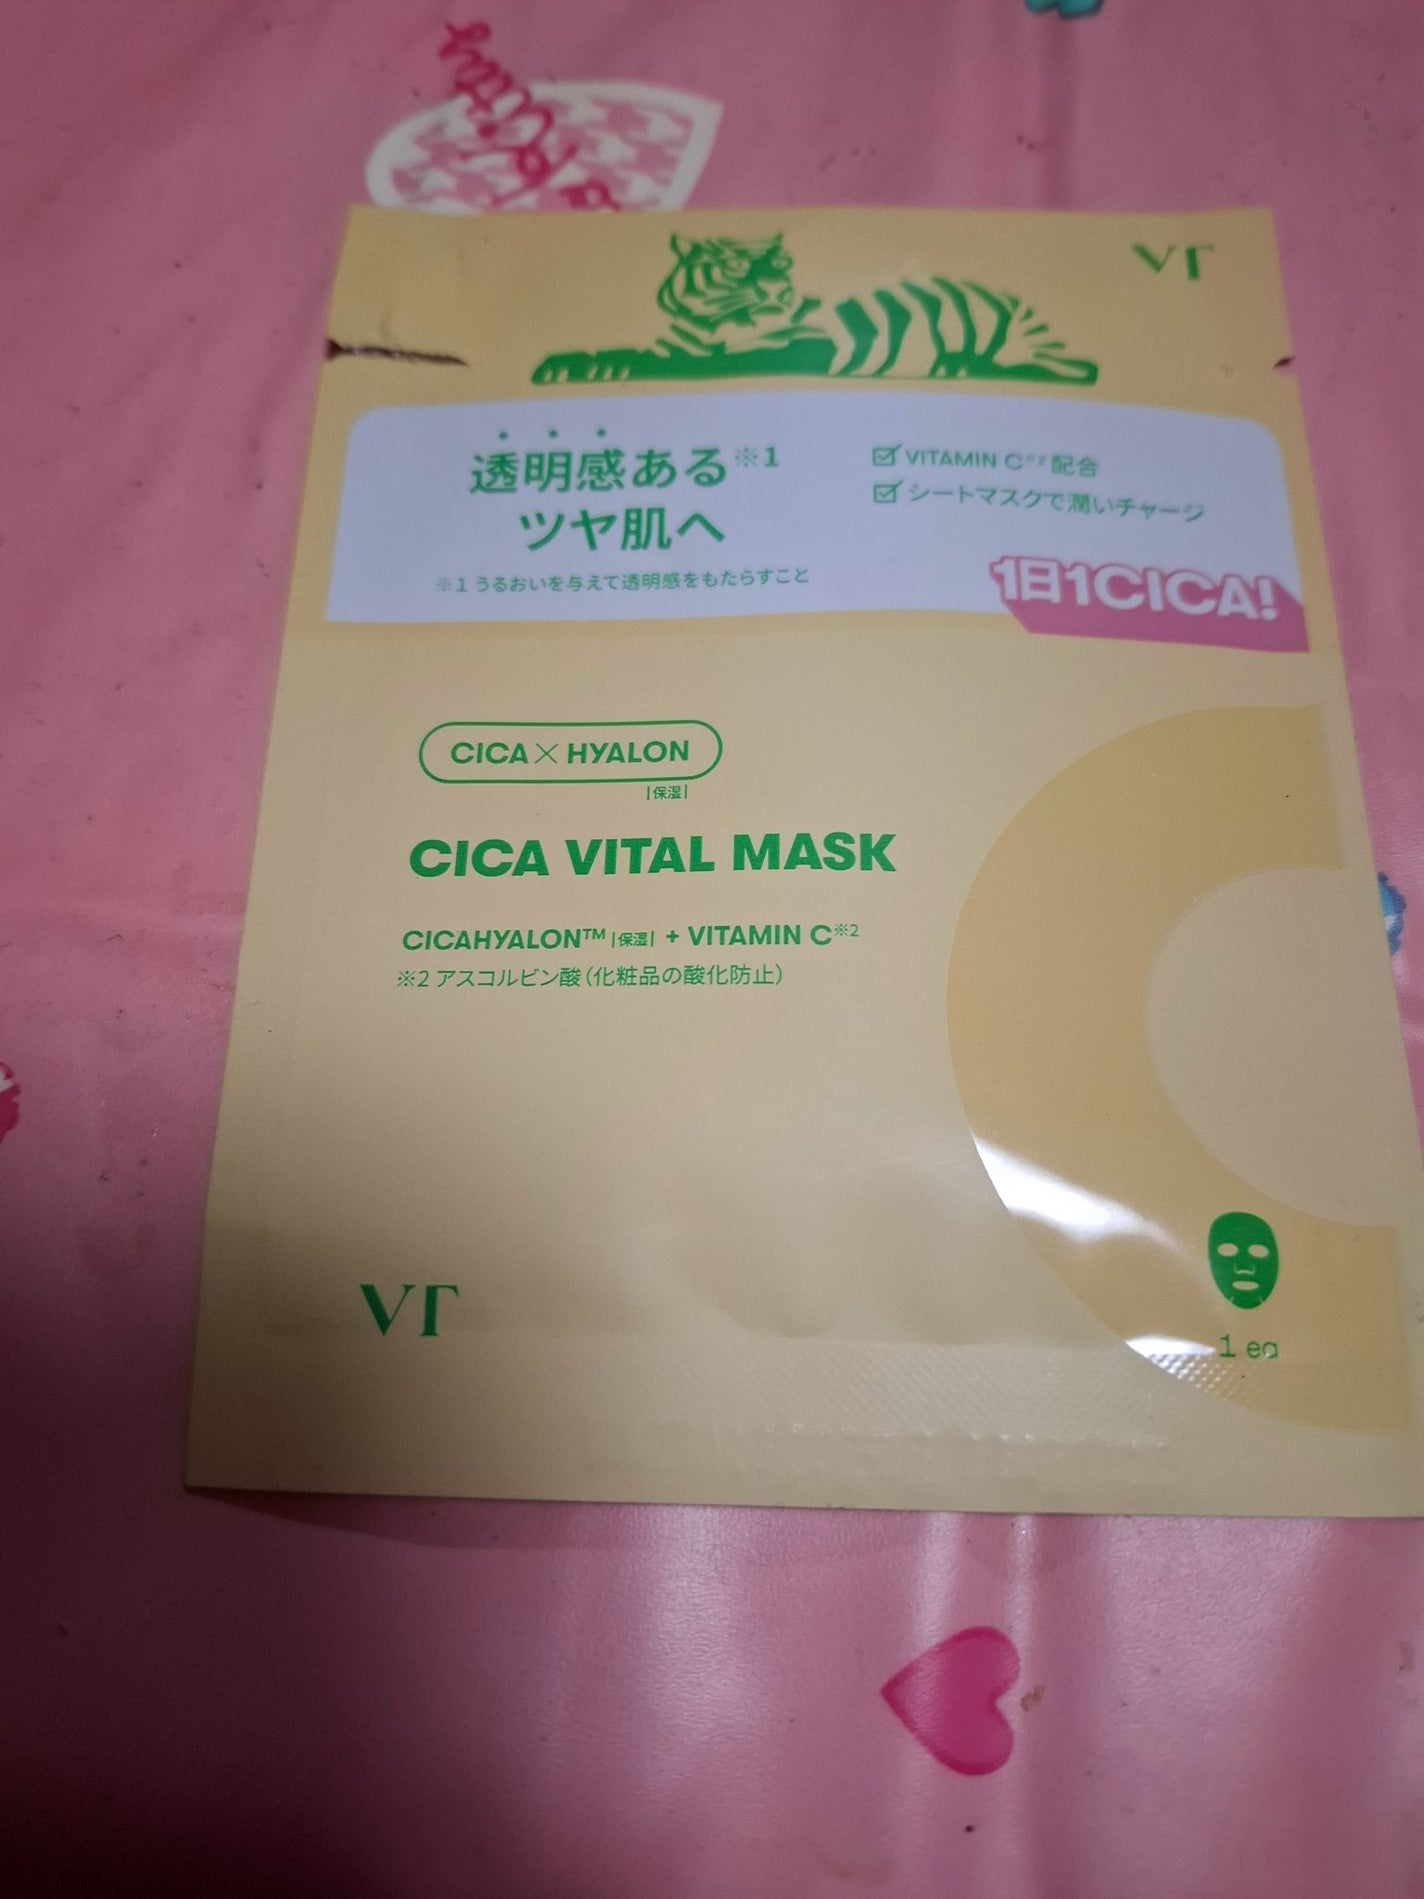 VT
透明感ある※1
ツヤ肌へ
※1 うるおいを与えて透明感をもたらすこと
VITAMIN C※2 配合
シートマスクで潤いチャージ
1日1CICA!
CICA×HYALON
|保湿|
CICA VITAL MASK
CICAHYALON™ |保湿| + VITAMIN C※2
※2 アスコルビン酸（化粧品の酸化防止）
VT
1 ea